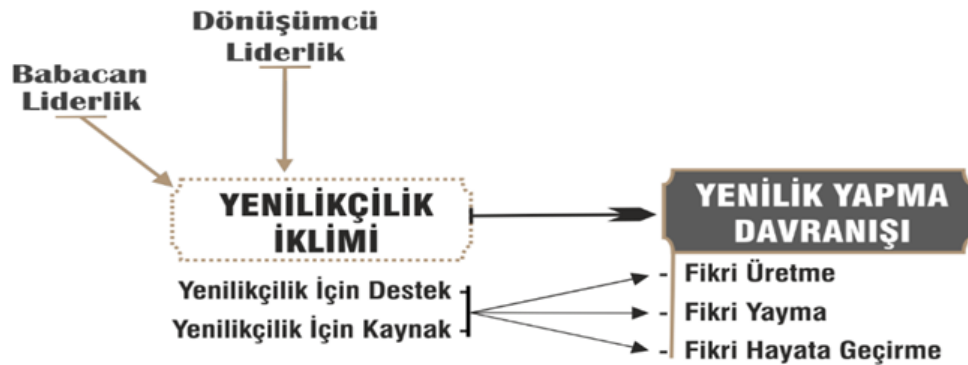 Dönüşümcü
Liderlik
Babacan
Liderlik
YENİLİKÇİLİK
İKLİMİ
YENİLİK YAPMA
DAVRANIŞI
Yenilikçilik İçin Destek
Yenilikçilik İçin Kaynak
- Fikri Üretme
- Fikri Yayma
- Fikri Hayata Geçirme